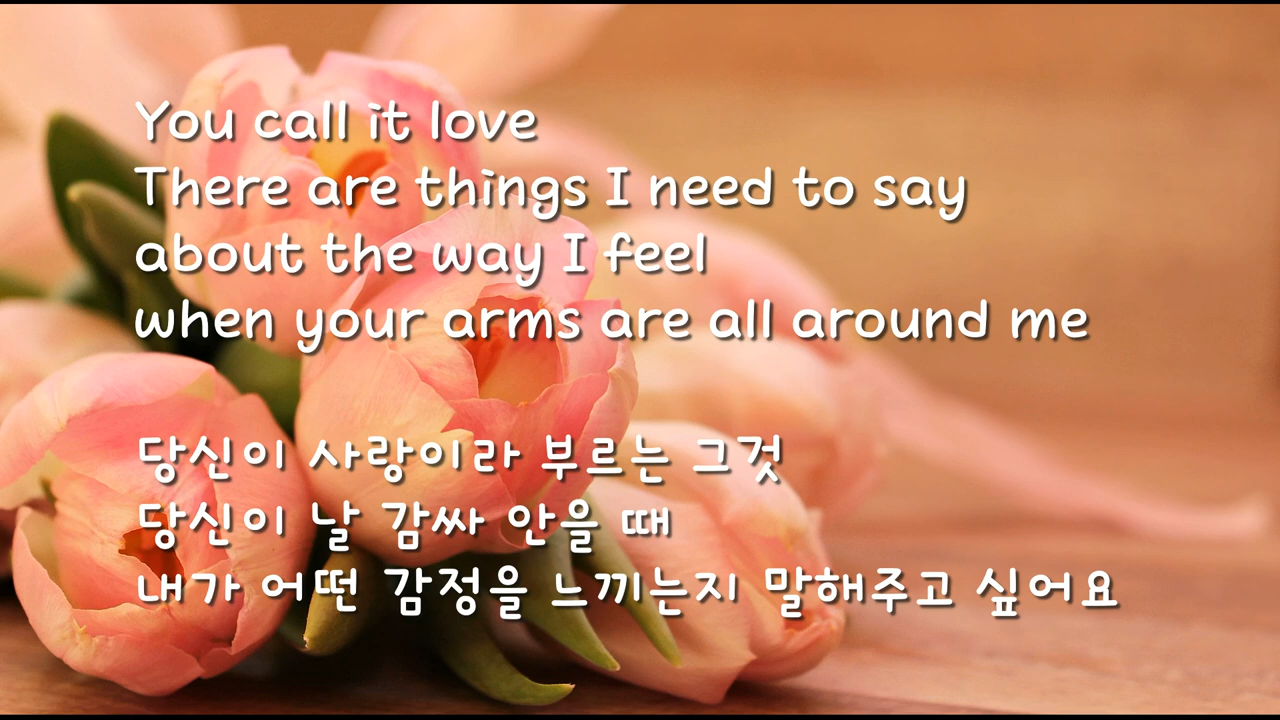 You call it love
There are things I need to say
about the way I feel
when your arms are all around me
당신이 사랑이라 부르는 그것
당신이 날 감싸 안을 때
내가 어떤 감정을 느끼는지 말해주고 싶어요